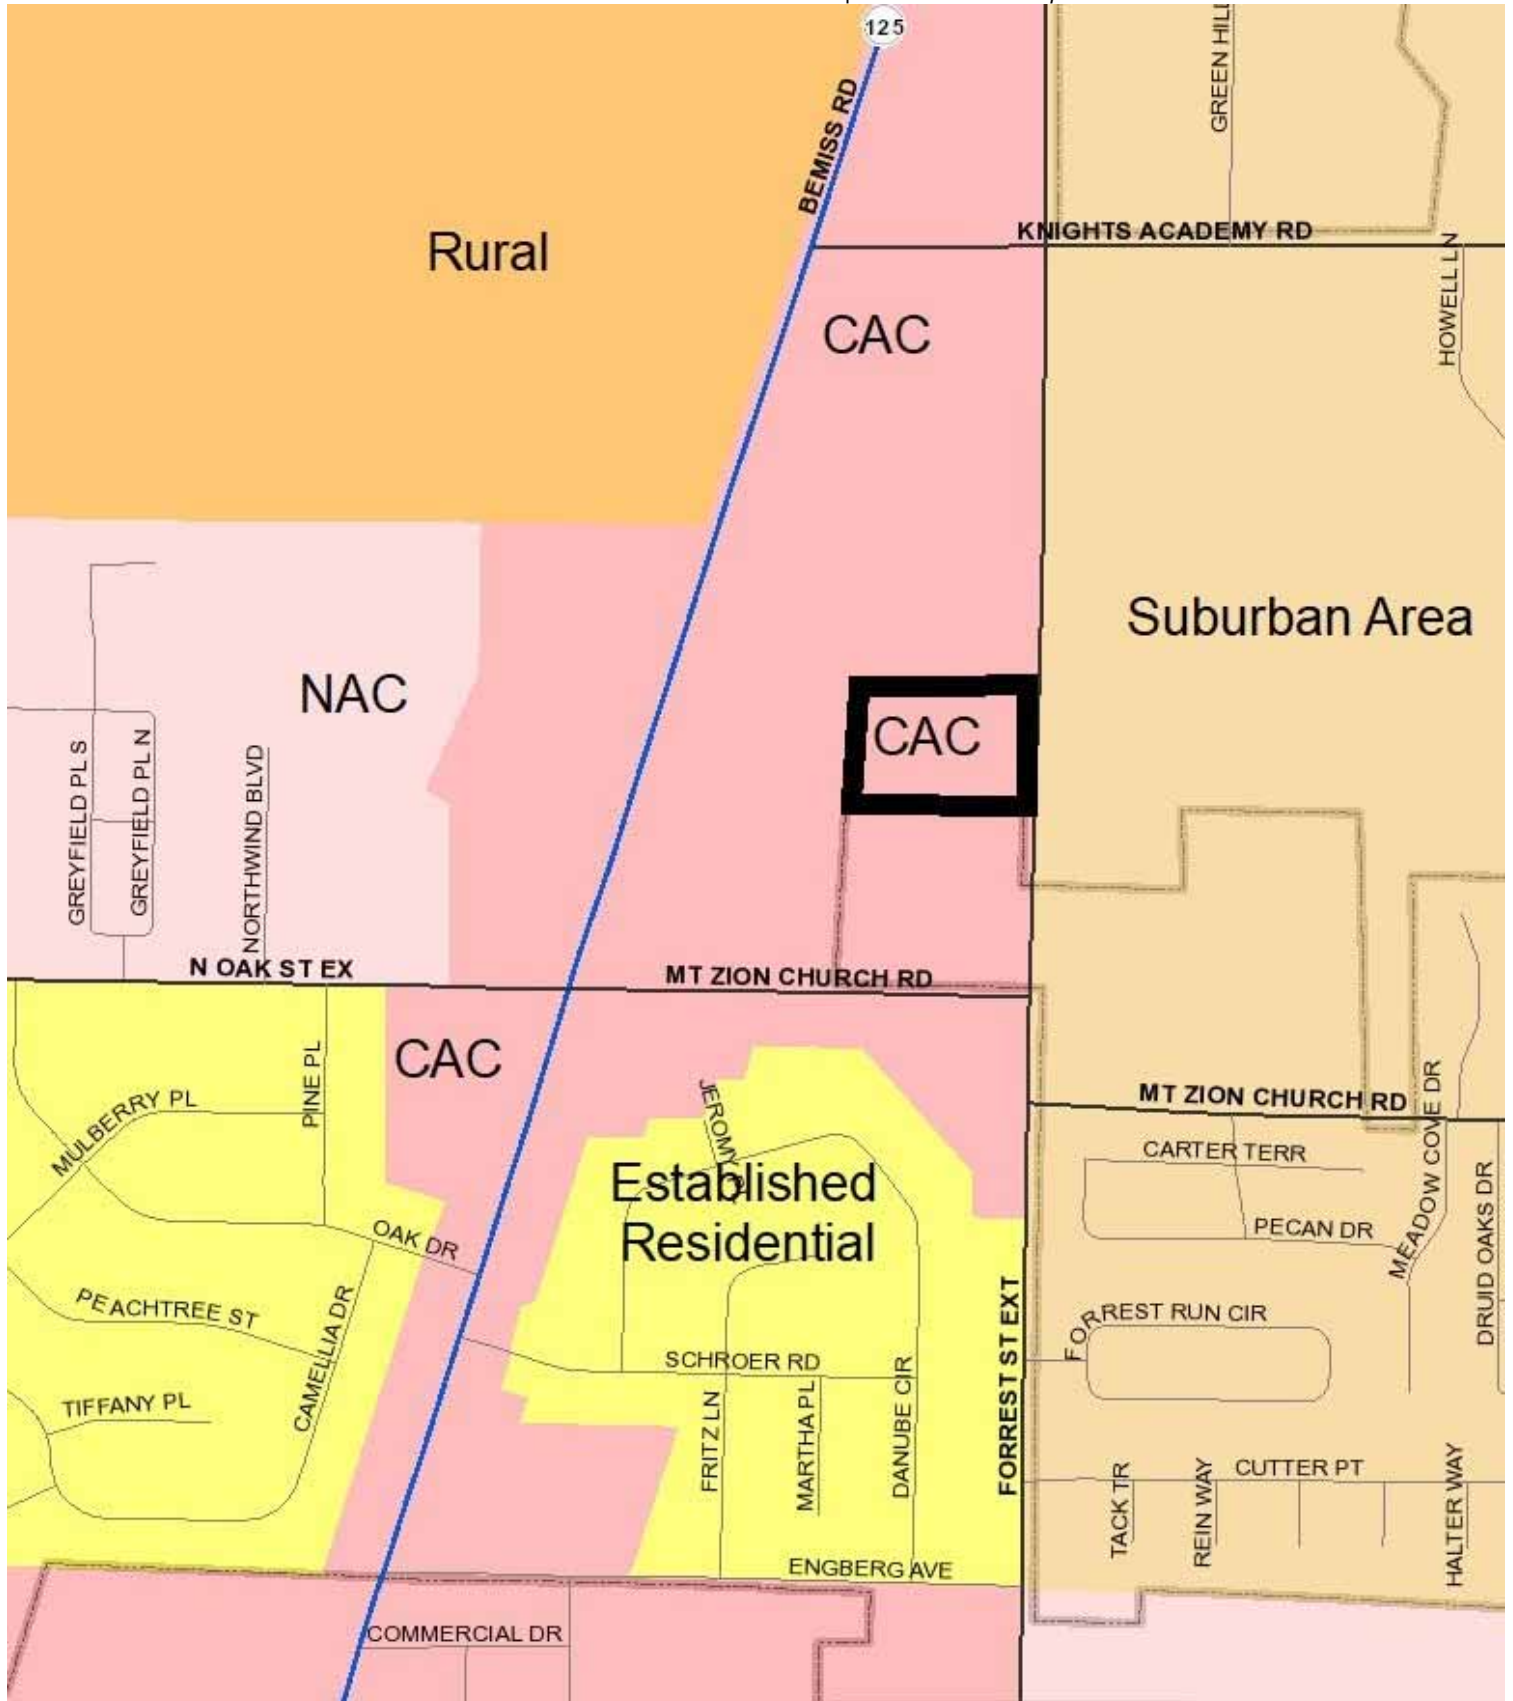 125
BEMISS RD
GREEN HILL
KNIGHTS ACADEMY RD
HOWELL LN
Rural
CAC
Suburban Area
NAC
CAC
GREYFIELD PL S
GREYFIELD PL N
NORTHWIND BLVD
N OAK ST EX
MT ZION CHURCH RD
CAC
PINE PL
MULBERRY PL
JEROMY
MT ZION CHURCH RD
MEADOW COVE DR
CARTER TERR
Established
Residential
PECAN DR
DRUID OAKS DR
OAK DR
PEACHTREE ST
CAMELLIA DR
FORREST RUN CIR
FORREST ST EXT
SCHROER RD
TIFFANY PL
FRITZ LN
MARTHA PL
DANUBE CIR
CUTTER PT
TACK TR
REIN WAY
HALTER WAY
ENGBERG AVE
COMMERCIAL DR